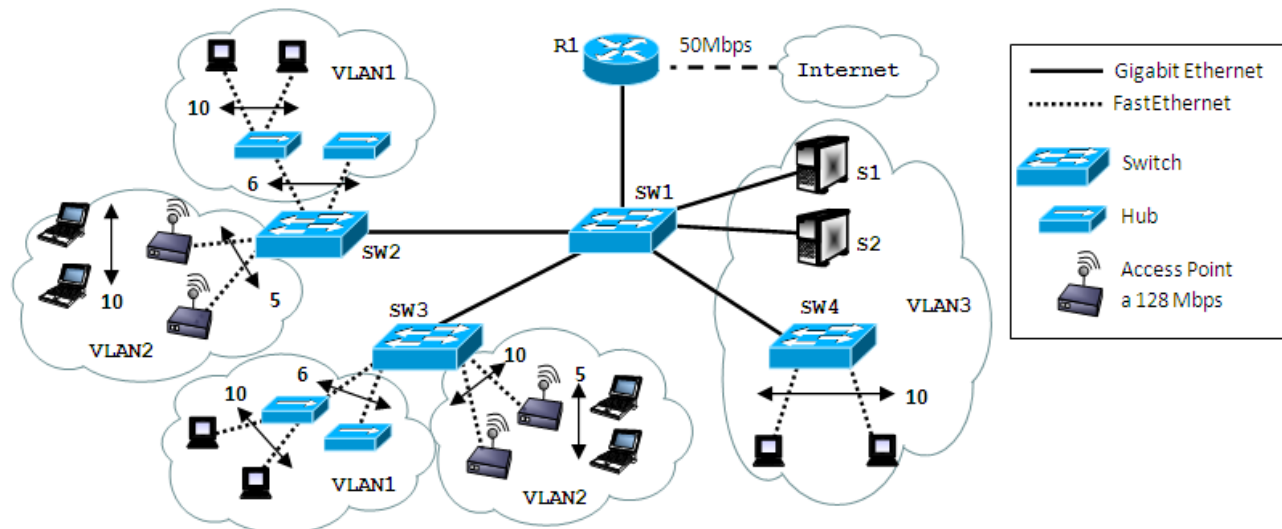 R1
50Mbps
Internet
VLAN1
10
6
SW1
S1
S2
SW2
10
5
VLAN2
SW3
SW4
VLAN3
10
6
10
5
10
VLAN1
VLAN2
Gigabit Ethernet
FastEthernet
Switch
Hub
Access Point
a 128 Mbps